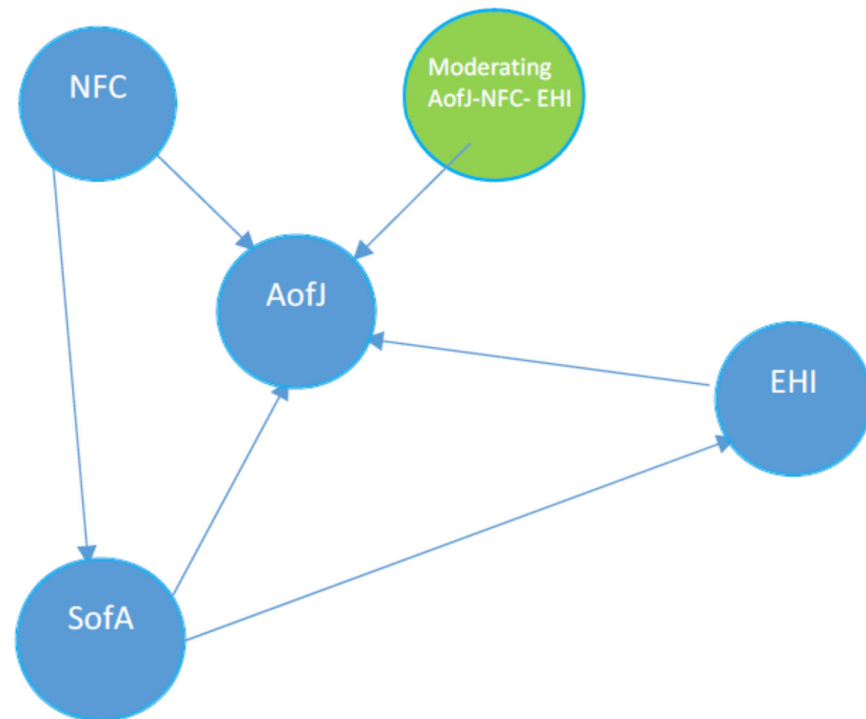 NFC
Moderating
AofJ-NFC- EHI
AofJ
EHI
SofA